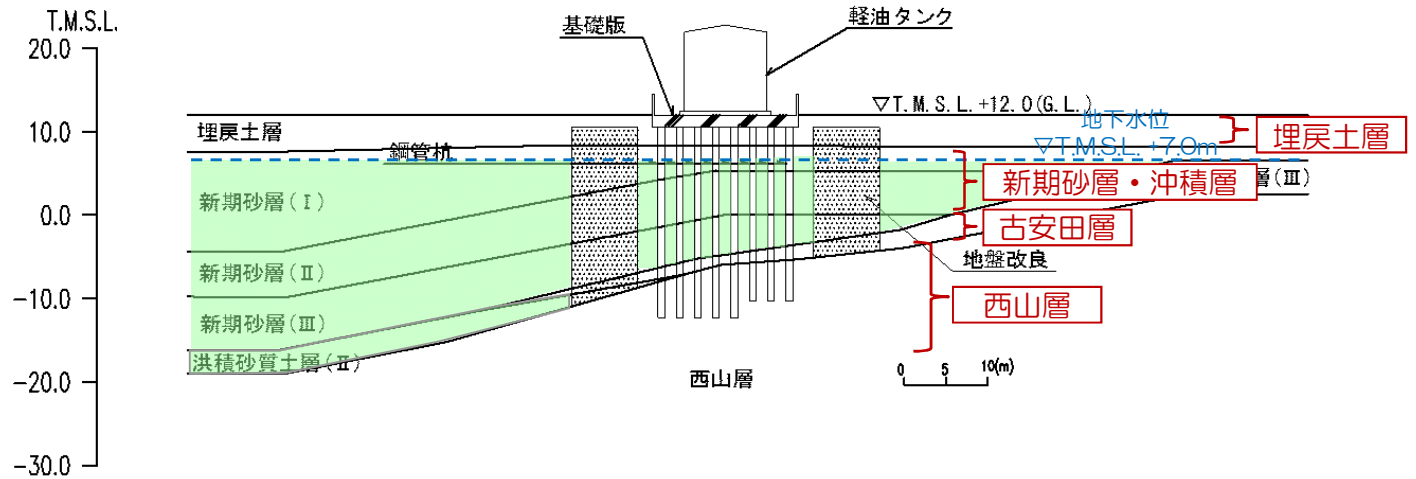 T.M.S.L.
20.0
10.0
0.0
-10.0
-20.0
-30.0
基礎版
軽油タンク
▽T.M.S.L.+12.0(G.L.)
地下水位
▽T.M.S.L.+7.0m
埋戻土層
埋戻土層
鋼管杭
新期砂層・沖積層
層(Ⅲ)
新期砂層(Ⅰ)
古安田層
地盤改良
新期砂層(Ⅱ)
西山層
新期砂層(Ⅲ)
洪積砂質土層(Ⅱ)
西山層
0 5 10(m)